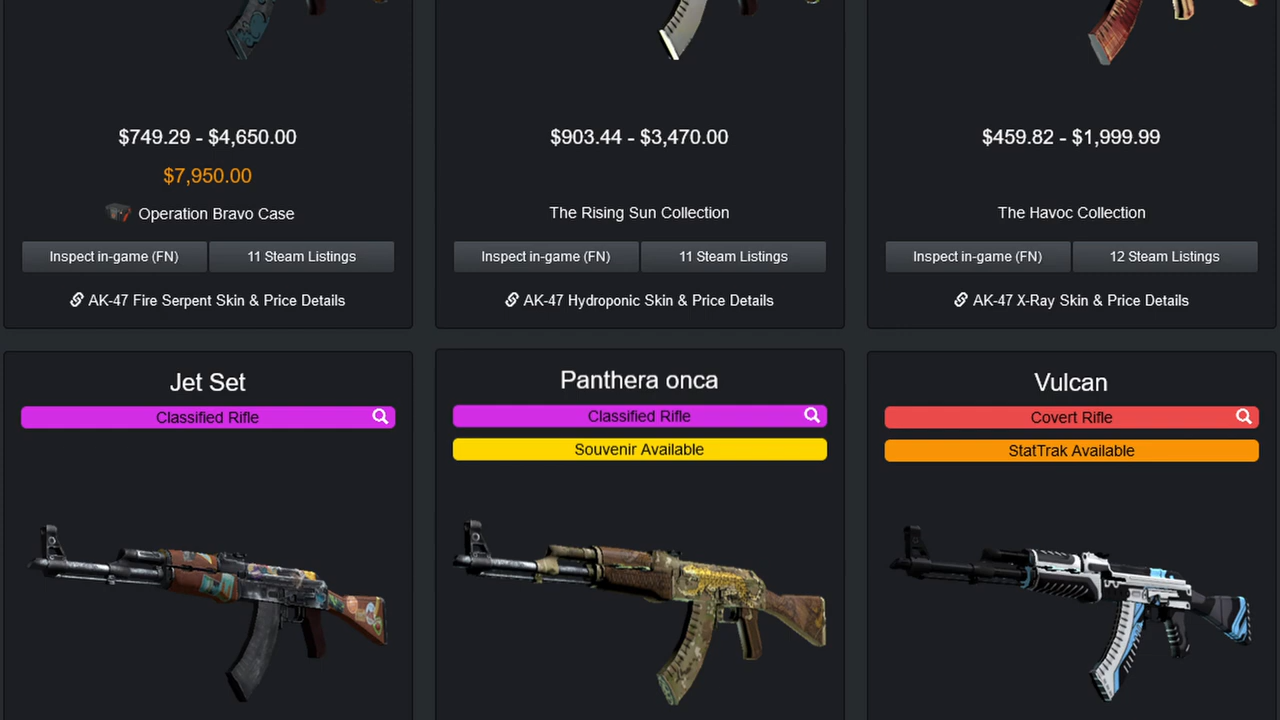 $749.29 - $4,650.00
$7,950.00
Operation Bravo Case
Inspect in-game (FN)
11 Steam Listings
AK-47 Fire Serpent Skin & Price Details
$903.44 - $3,470.00
The Rising Sun Collection
Inspect in-game (FN)
11 Steam Listings
AK-47 Hydroponic Skin & Price Details
$459.82 - $1,999.99
The Havoc Collection
Inspect in-game (FN)
12 Steam Listings
AK-47 X-Ray Skin & Price Details
Jet Set
Classified Rifle
Panthera onca
Classified Rifle
Souvenir Available
Vulcan
Covert Rifle
StatTrak Available